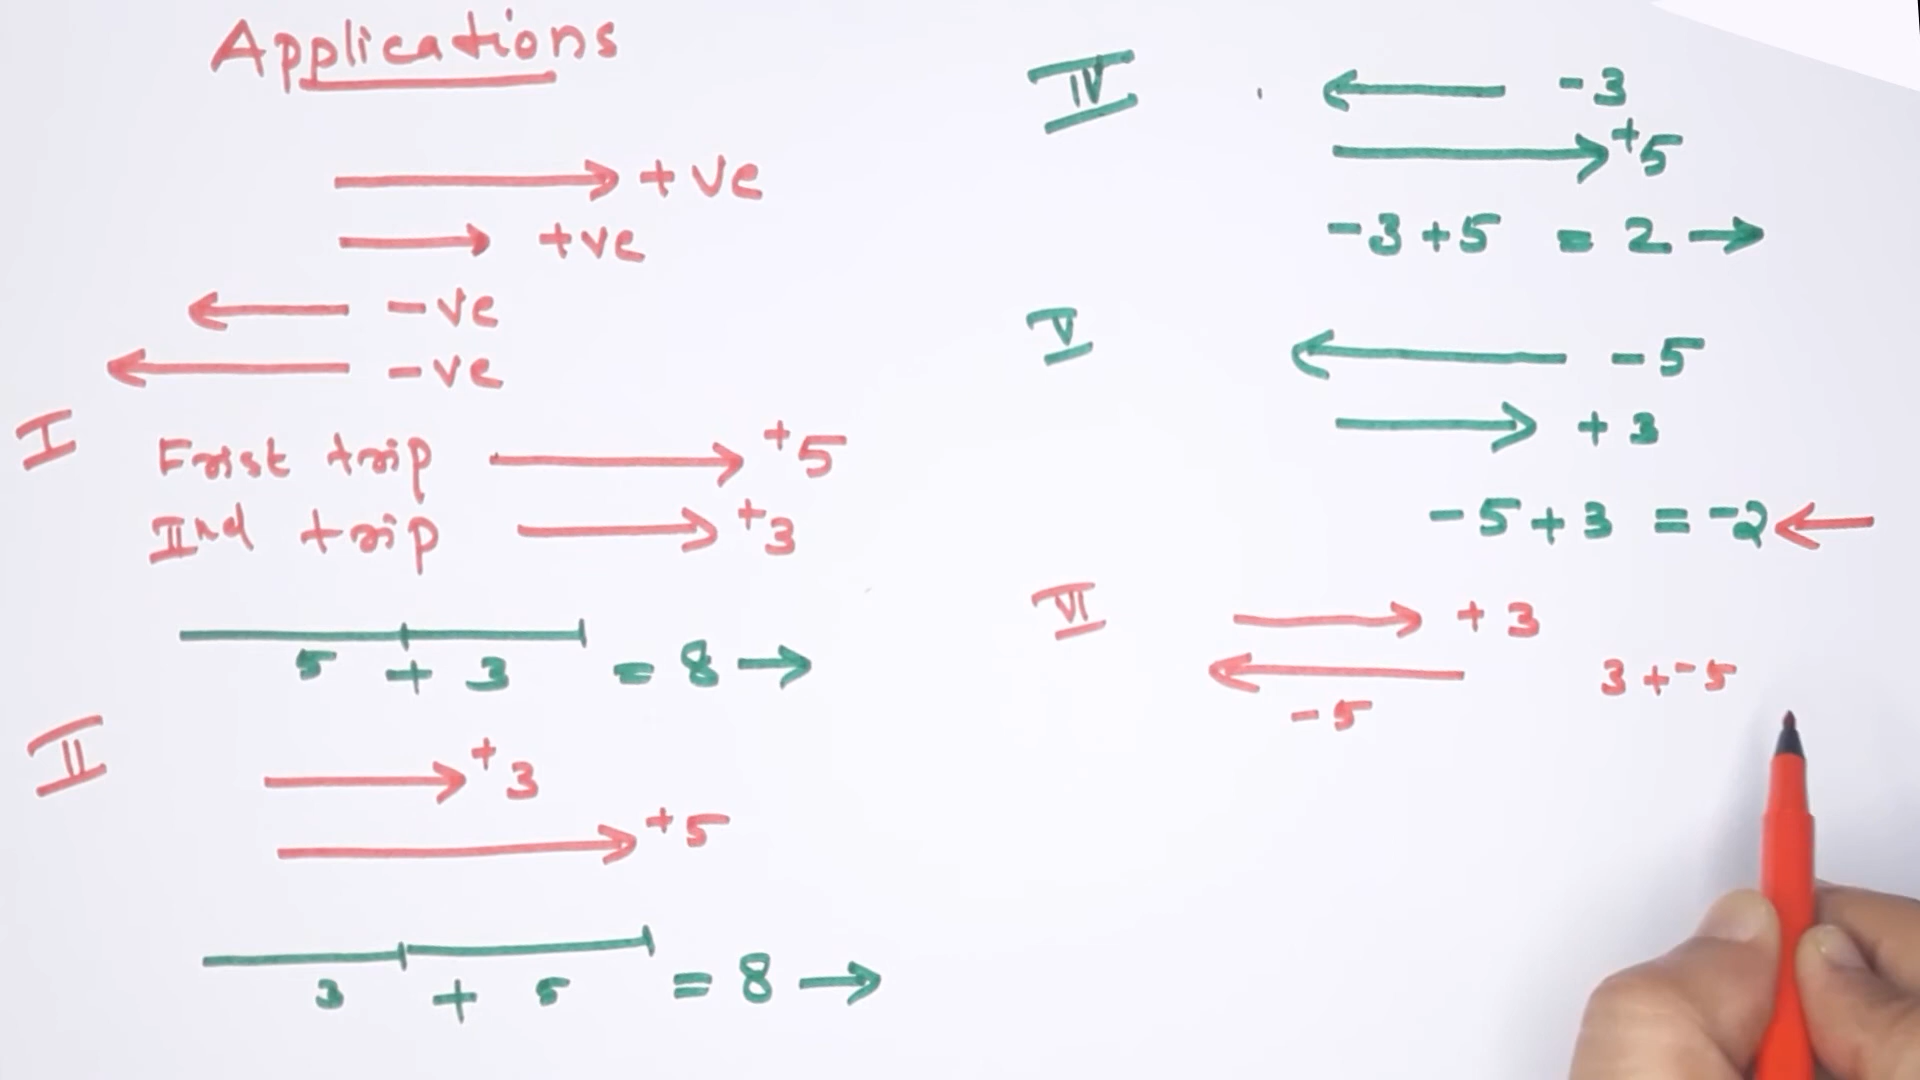 Applications
→ +ve
→ +ve
← -ve
← -ve
I
Frist trip → +5
IInd trip → +3
5 + 3 = 8 →
II
→ +3
→ +5
3 + 5 = 8 →
IV
← -3
→ +5
-3+5 = 2 →
V
← -5
→ +3
-5+3 = -2 ←
VI
→ +3
← 3+-5
-5